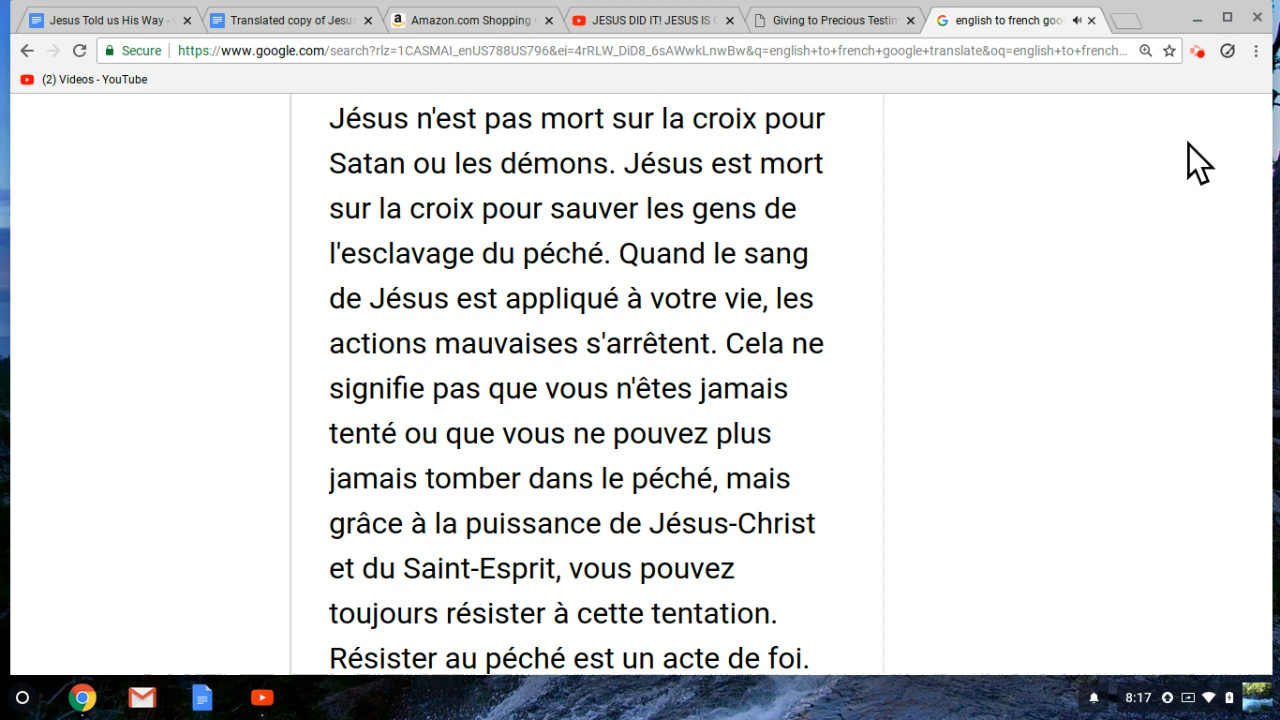 Jesus Told us His Way -
Translated copy of Jesu
Amazon.com Shopping
JESUS DID IT! JESUS IS
Giving to Precious Testin
english to french goo
Secure
https://www.google.com/search?rlz=1CASMAI_enUS788US796&ei=4rRLW_DiD8_6sAWwkLnwBw&q=english+to+french+google+translate&oq=english+to+french...
(2) Videos - YouTube
Jésus n'est pas mort sur la croix pour
Satan ou les démons. Jésus est mort
sur la croix pour sauver les gens de
l'esclavage du péché. Quand le sang
de Jésus est appliqué à votre vie, les
actions mauvaises s'arrêtent. Cela ne
signifie pas que vous n'êtes jamais
tenté ou que vous ne pouvez plus
jamais tomber dans le péché, mais
grâce à la puissance de Jésus-Christ
et du Saint-Esprit, vous pouvez
toujours résister à cette tentation.
Résister au péché est un acte de foi.
8:17